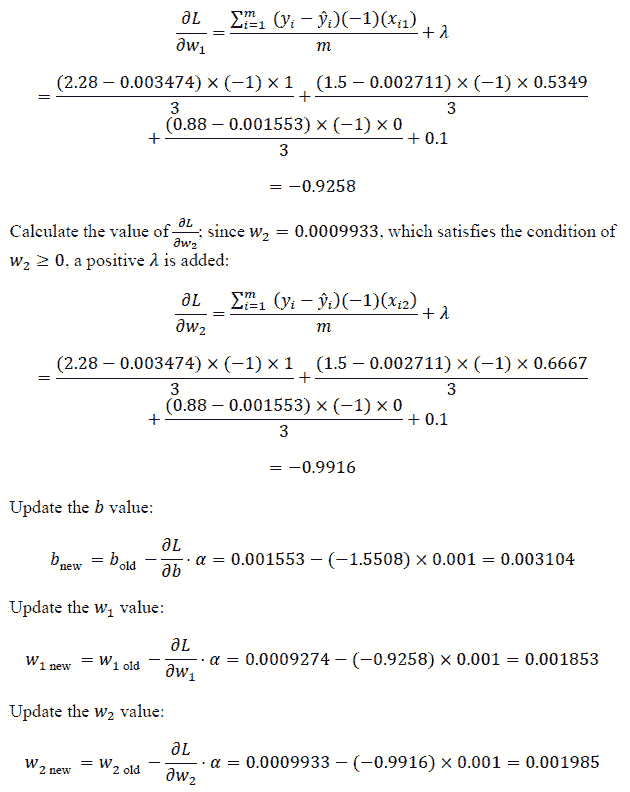 ∂L/∂w₁ = ∑ᵢ₌₁ᵐ (yᵢ − ŷᵢ)(−1)(xᵢ₁)/m + λ
= (2.28 − 0.003474) × (−1) × 1/3 + (1.5 − 0.002711) × (−1) × 0.5349/3
+ (0.88 − 0.001553) × (−1) × 0/3 + 0.1
= −0.9258
Calculate the value of ∂L/∂w₂; since w₂ = 0.0009933, which satisfies the condition of
w₂ ≥ 0, a positive λ is added:
∂L/∂w₂ = ∑ᵢ₌₁ᵐ (yᵢ − ŷᵢ)(−1)(xᵢ₂)/m + λ
= (2.28 − 0.003474) × (−1) × 1/3 + (1.5 − 0.002711) × (−1) × 0.6667/3
+ (0.88 − 0.001553) × (−1) × 0/3 + 0.1
= −0.9916
Update the b value:
b new = b old − ∂L/∂b · α = 0.001553 − (−1.5508) × 0.001 = 0.003104
Update the w₁ value:
w₁ new = w₁ old − ∂L/∂w₁ · α = 0.0009274 − (−0.9258) × 0.001 = 0.001853
Update the w₂ value:
w₂ new = w₂ old − ∂L/∂w₂ · α = 0.0009933 − (−0.9916) × 0.001 = 0.001985